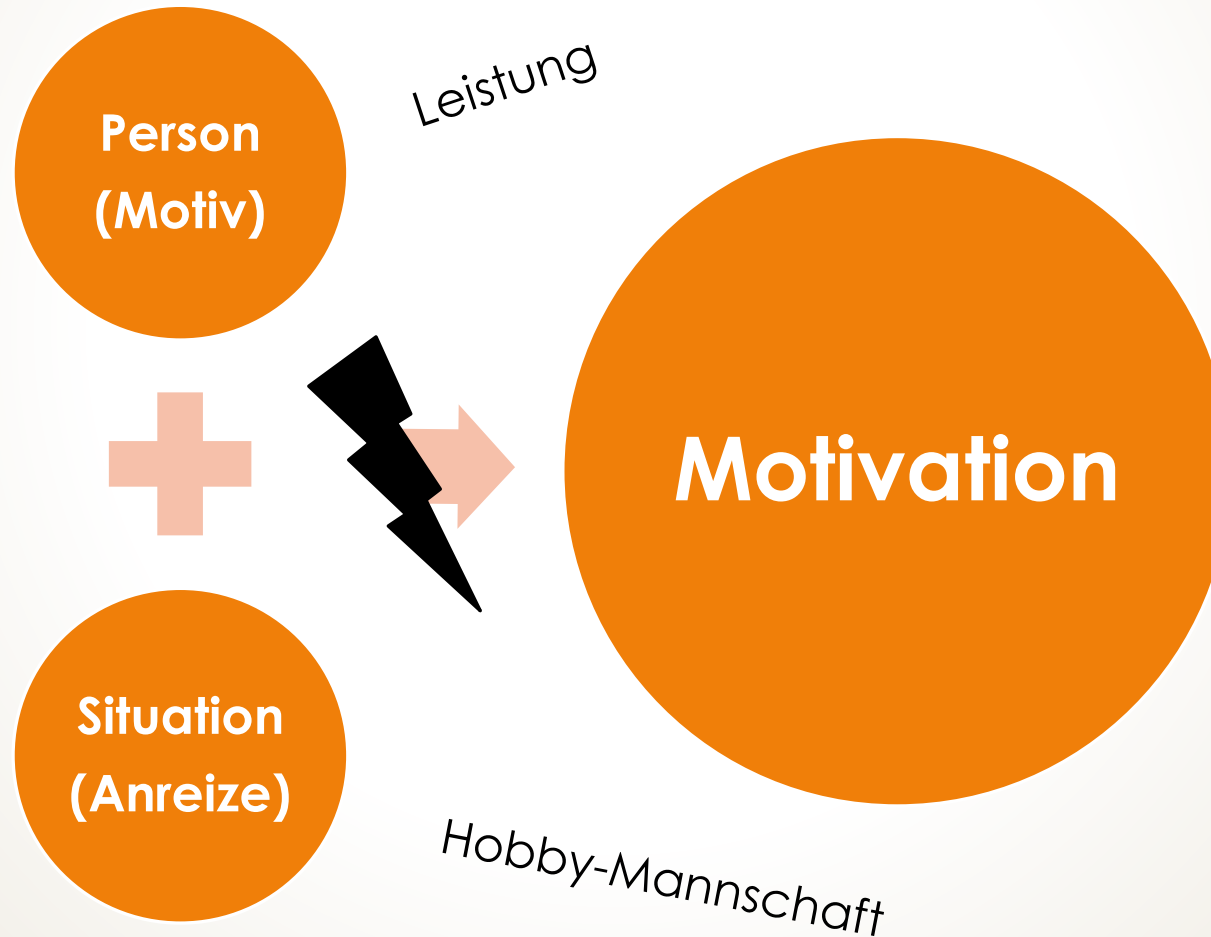 Person
(Motiv)
Leistung
Motivation
Situation
(Anreize)
Hobby-Mannschaft